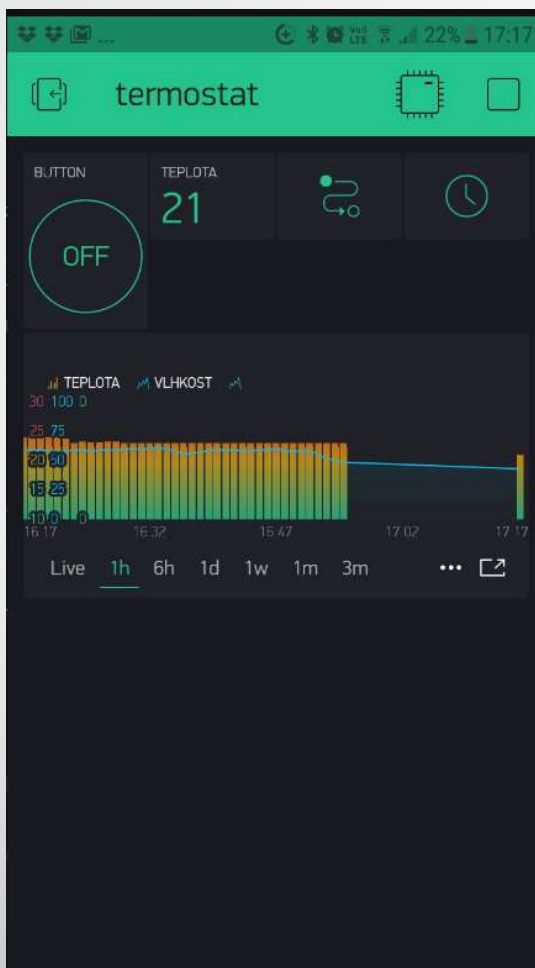 ... Vo) LTE 22% 17:17
termostat
BUTTON TEPLOTA
21
OFF
TEPLOTA VLHKOST
30 100 0
25 75
20 50
15 25
10 0 0
16:17 16:32 16:47 17:02 17:17
Live 1h 6h 1d 1w 1m 3m ...